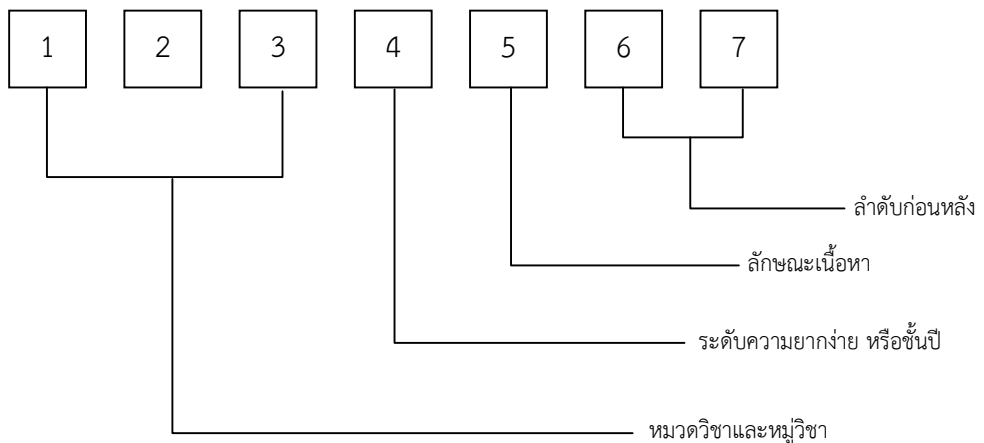 1 2 3 4 5 6 7
ลำดับก่อนหลัง
ลักษณะเนื้อหา
ระดับความยากง่าย หรือชั้นปี
หมวดวิชาและหมู่วิชา